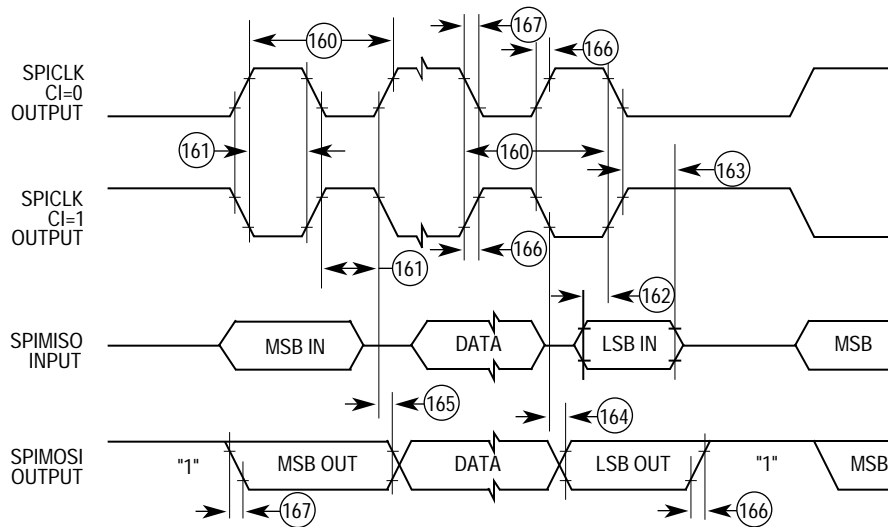 160
167
166
SPICLK
CI=0
OUTPUT
161
160
163
SPICLK
CI=1
OUTPUT
166
161
162
SPIMISO
INPUT
MSB IN
DATA
LSB IN
MSB
165
164
SPIMOSI
OUTPUT
"1"
MSB OUT
DATA
LSB OUT
"1"
MSB
167
166